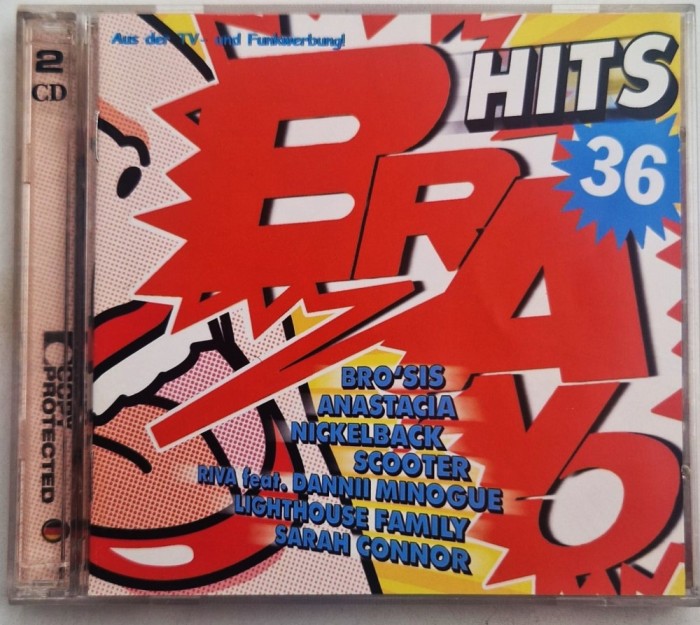 Aus der TV- und Funkwerbung!
BRAVO
HITS
36
2
CD
BRO'SIS
ANASTACIA
NICKELBACK
SCOOTER
RIVA feat. DANNII MINOGUE
LIGHTHOUSE FAMILY
SARAH CONNOR
PROTECTED